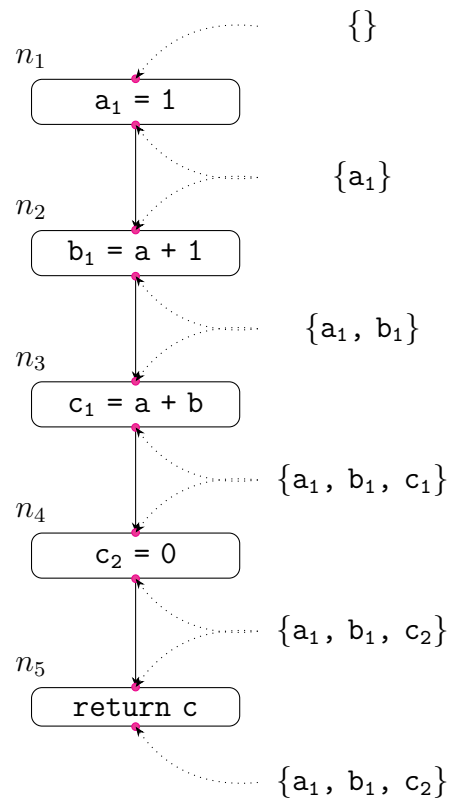 {}
n₁
a₁ = 1
{a₁}
n₂
b₁ = a + 1
{a₁, b₁}
n₃
c₁ = a + b
{a₁, b₁, c₁}
n₄
c₂ = 0
{a₁, b₁, c₂}
n₅
return c
{a₁, b₁, c₂}